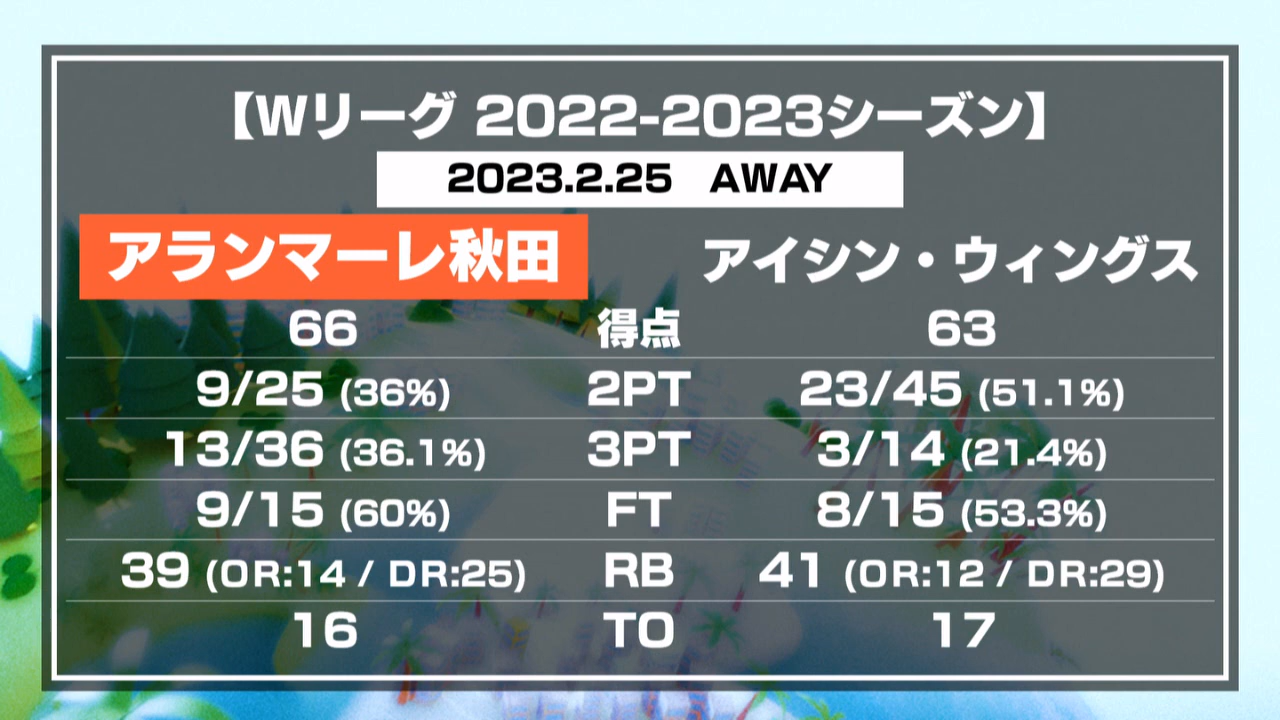 【Wリーグ 2022-2023シーズン】
2023.2.25 AWAY
アランマーレ秋田 アイシン・ウィングス
66 得点 63
9/25 (36%) 2PT 23/45 (51.1%)
13/36 (36.1%) 3PT 3/14 (21.4%)
9/15 (60%) FT 8/15 (53.3%)
39 (OR:14 / DR:25) RB 41 (OR:12 / DR:29)
16 TO 17